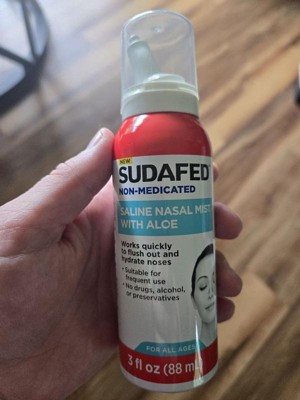 NEW
SUDAFED
NON-MEDICATED
SALINE NASAL MIST
WITH ALOE
Works quickly
to flush out and
hydrate noses
• Suitable for
frequent use
• No drugs, alcohol,
or preservatives
FOR ALL AGES
3 fl oz (88 mL)